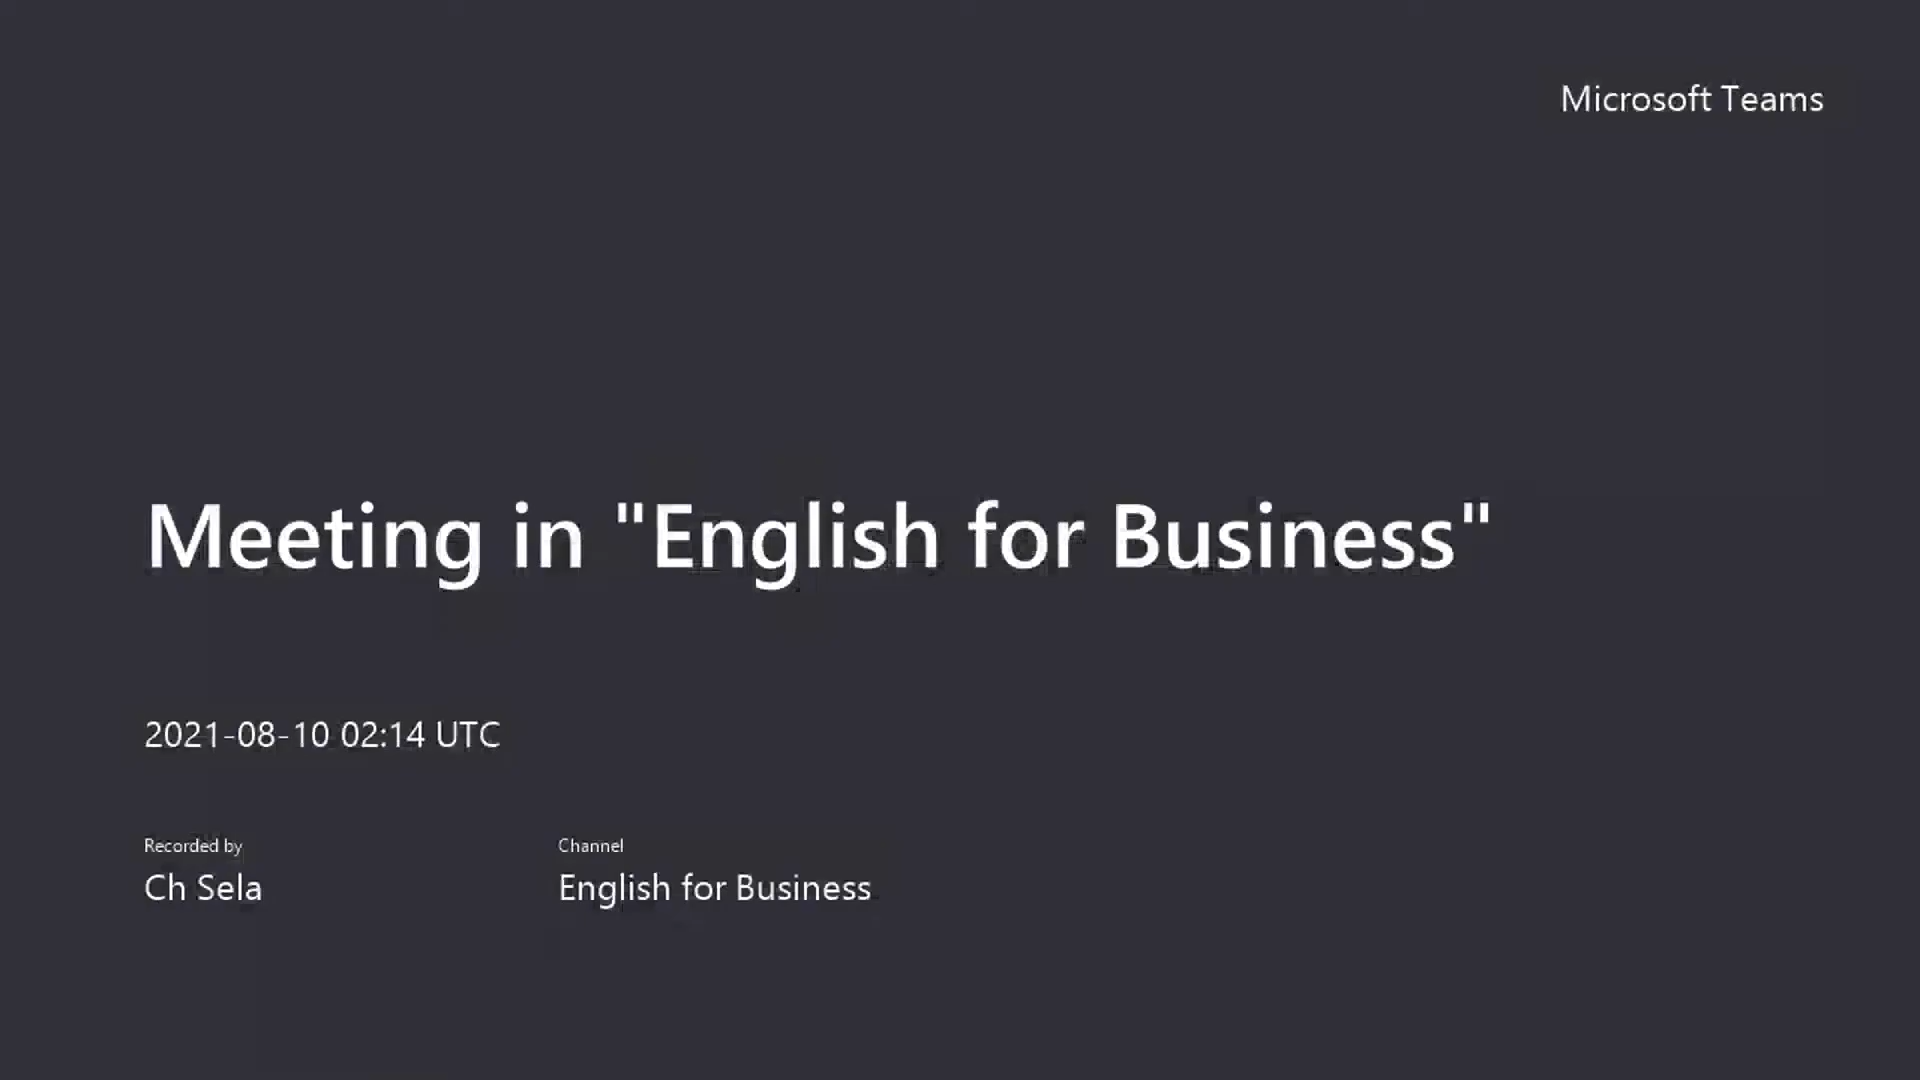 Microsoft Teams
Meeting in "English for Business"
2021-08-10 02:14 UTC
Recorded by
Ch Sela
Channel
English for Business